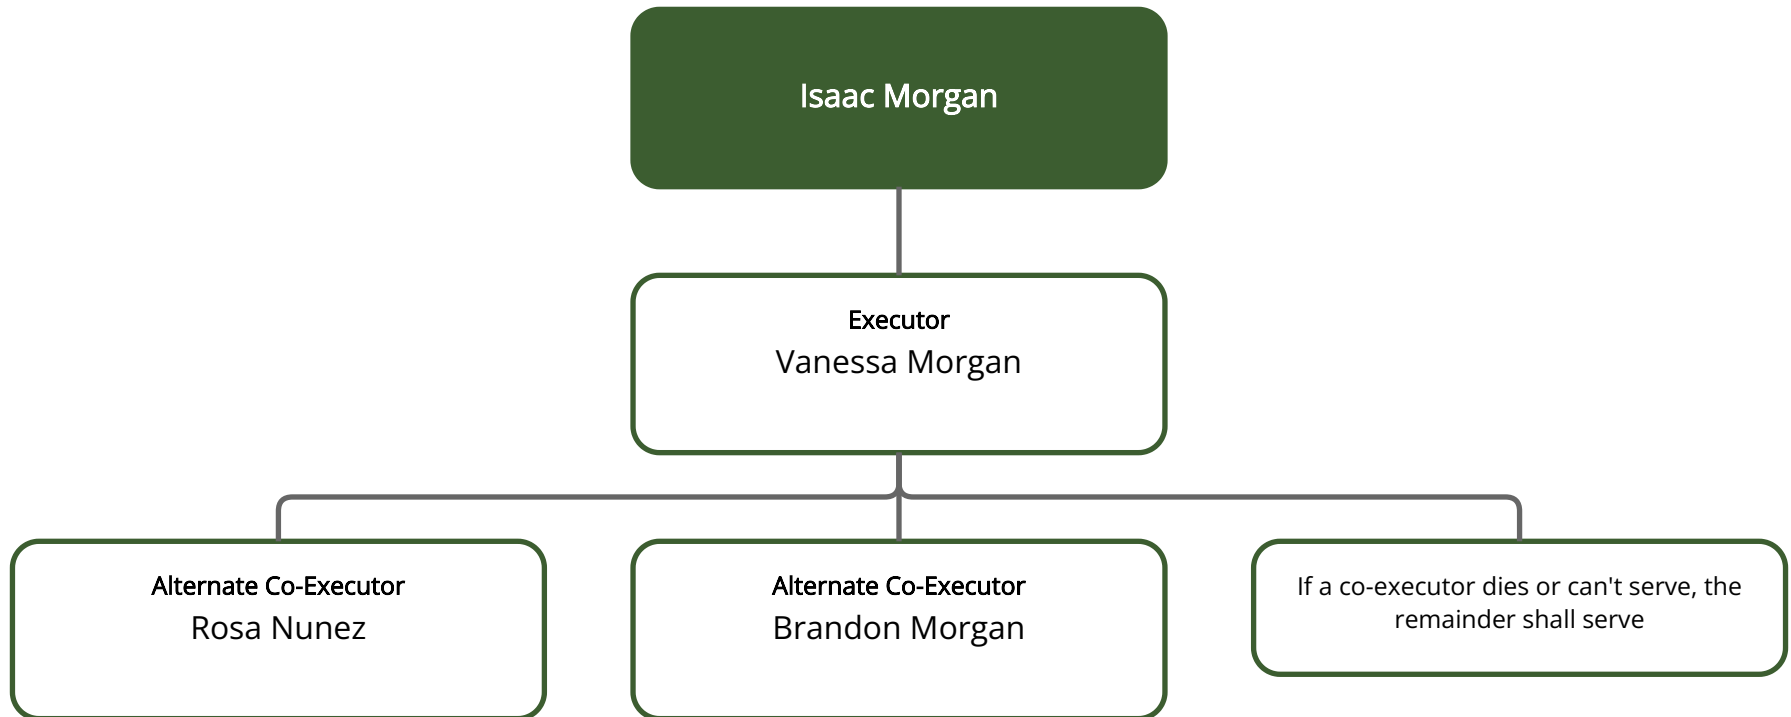 Isaac Morgan
Executor
Vanessa Morgan
Alternate Co-Executor
Rosa Nunez
Alternate Co-Executor
Brandon Morgan
If a co-executor dies or can't serve, the
remainder shall serve